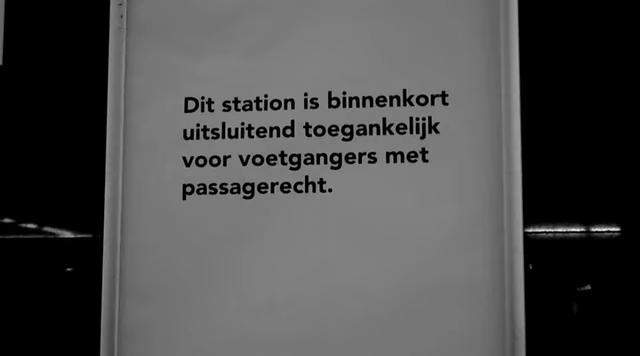 Dit station is binnenkort
uitsluitend toegankelijk
voor voetgangers met
passagerecht.